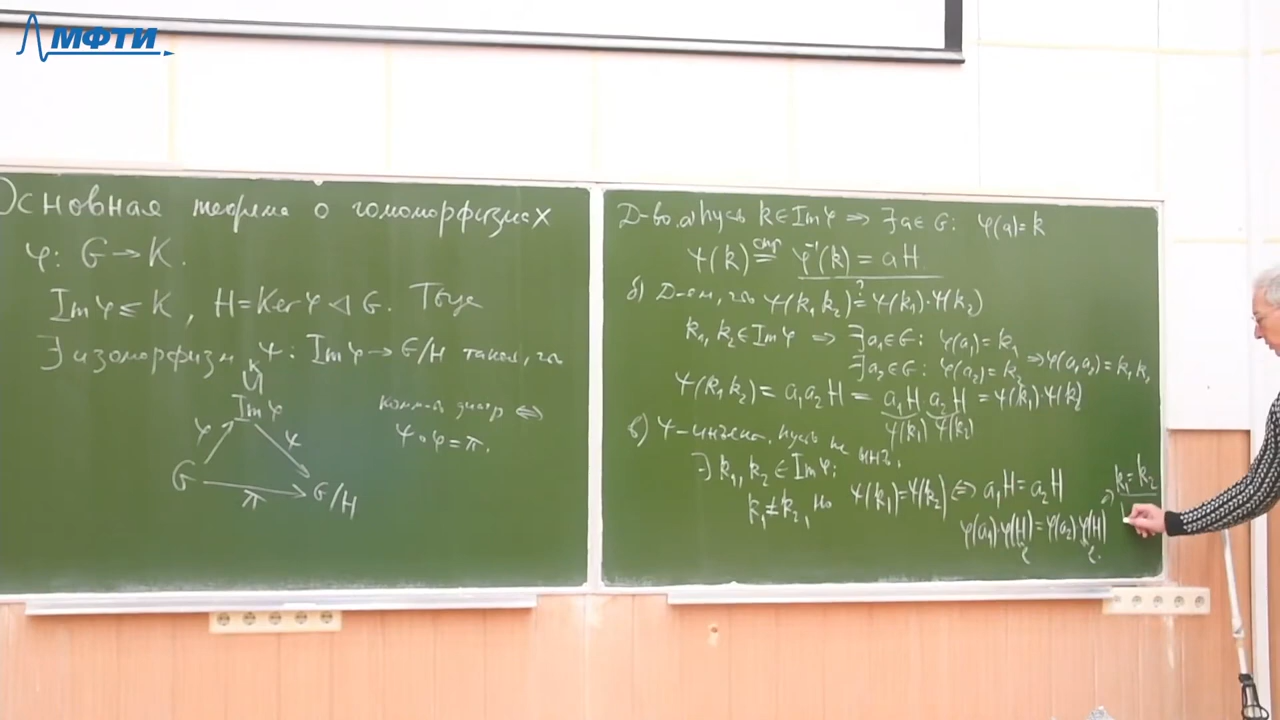 МФТИ
Основная теорема о гомоморфизмах
φ: G → K.
Im φ ≤ K, H = Ker φ ◁ G. Тогда
∃ изоморфизм ψ: Im φ → G/H такой, что
K
∪
Im φ
φ ψ
G π G/H
комм-а диагр ⇔
ψ∘φ = π.
Д-во. а) Пусть k ∈ Im φ ⇒ ∃ a ∈ G: φ(a) = k
ψ(k) = φ⁻¹(k) = aH
б) Д-ем, что ψ(k₁k₂) ≟ ψ(k₁)·ψ(k₂)
k₁, k₂ ∈ Im φ ⇒ ∃ a₁ ∈ G: φ(a₁) = k₁
∃ a₂ ∈ G: φ(a₂) = k₂ ⇒ φ(a₁a₂) = k₁k₂
ψ(k₁k₂) = a₁a₂H = a₁H · a₂H = ψ(k₁)·ψ(k₂)
ψ(k₁) ψ(k₂)
в) ψ-инъект. пусть не инъ.
∃ k₁, k₂ ∈ Im φ:
k₁ ≠ k₂, но ψ(k₁) = ψ(k₂) ⇔ a₁H = a₂H
φ(a₁)φ(H) = φ(a₂)φ(H) ⇒ k₁ = k₂
e e.